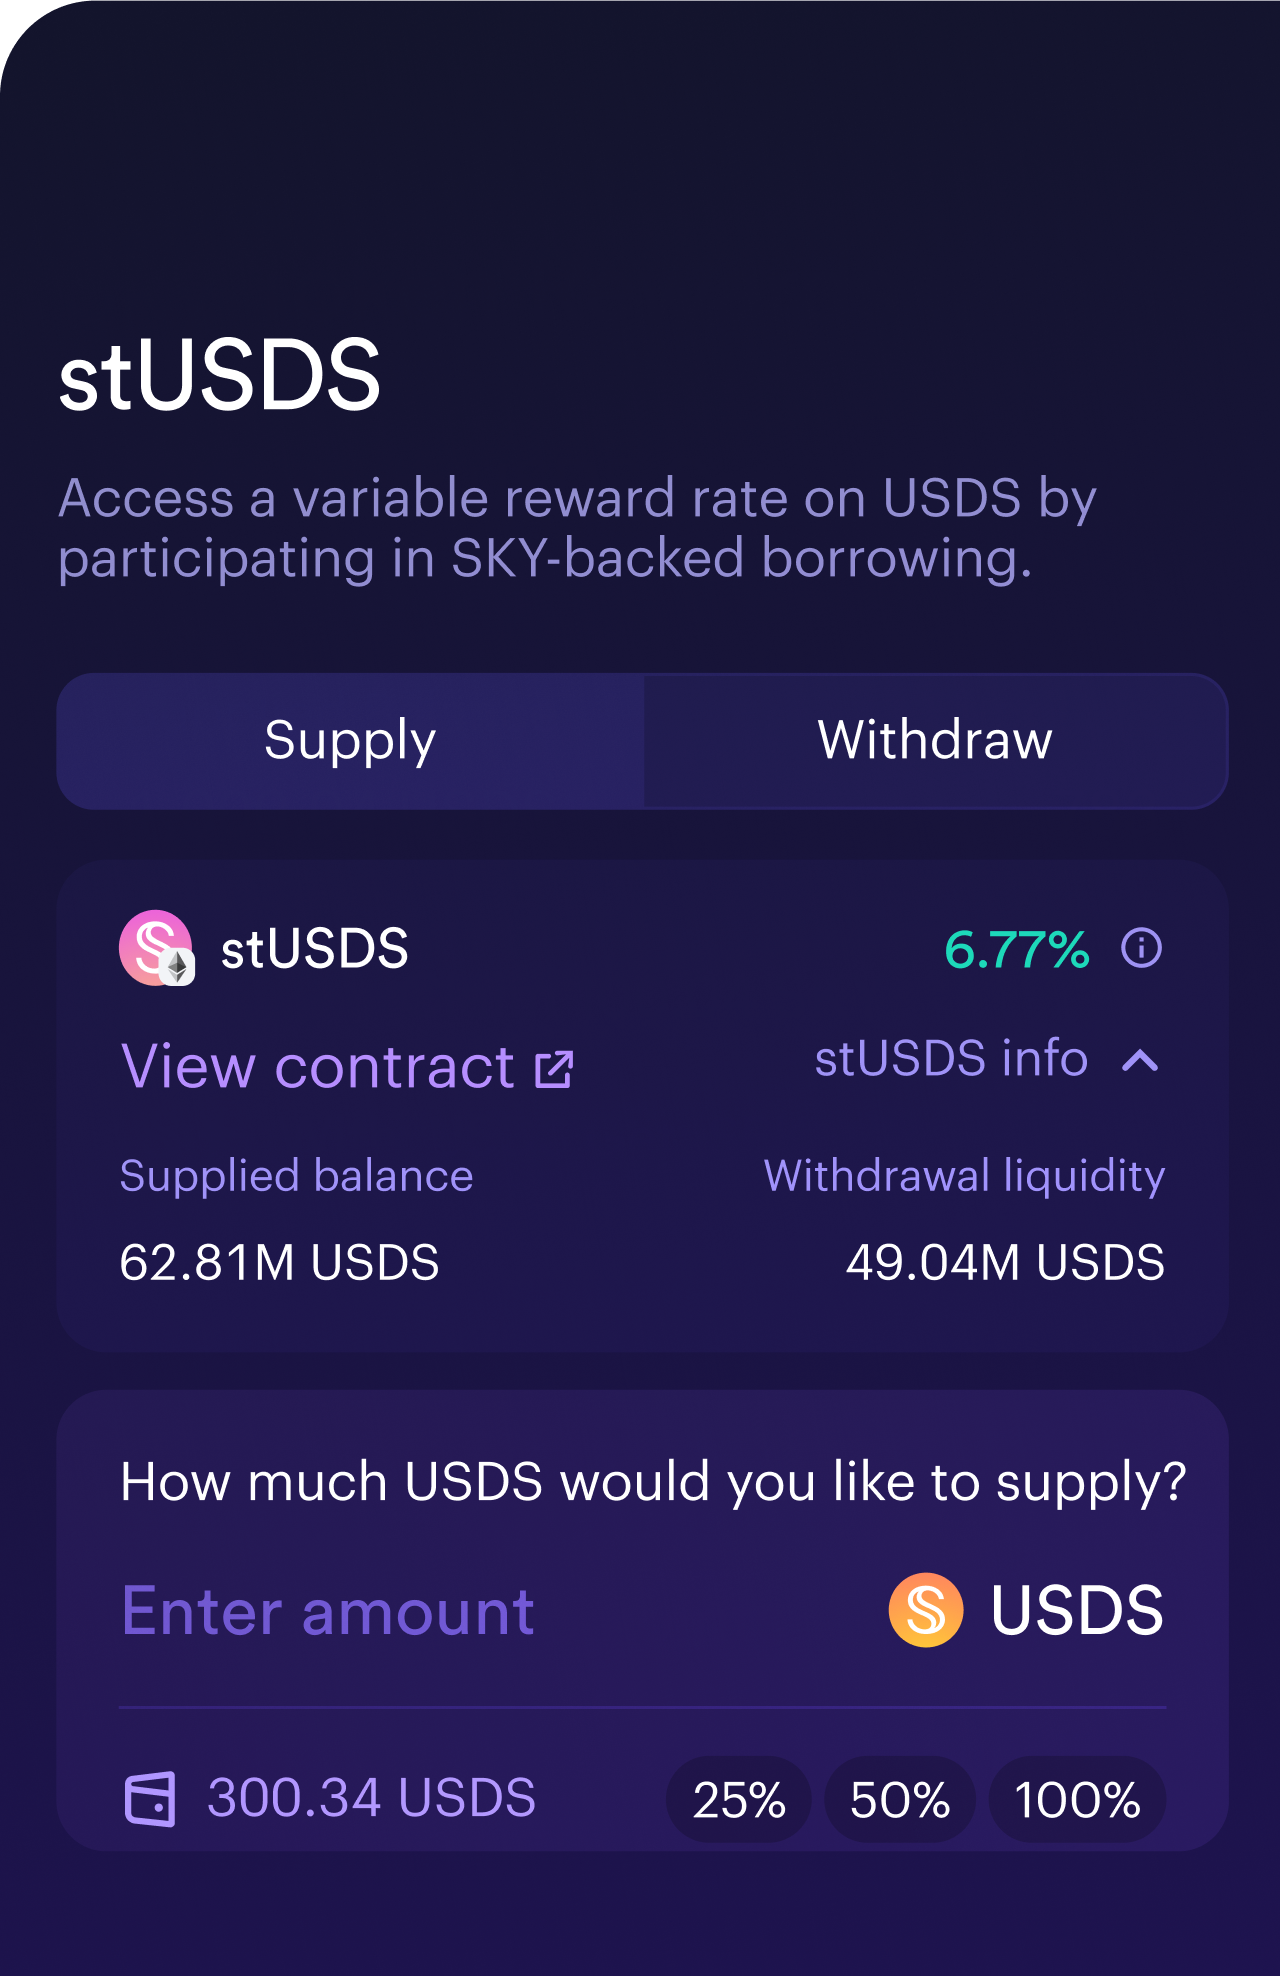 stUSDS
Access a variable reward rate on USDS by
participating in SKY-backed borrowing.
Supply
Withdraw
stUSDS
6.77%
View contract
stUSDS info
Supplied balance
Withdrawal liquidity
62.81M USDS
49.04M USDS
How much USDS would you like to supply?
Enter amount
USDS
300.34 USDS
25%
50%
100%